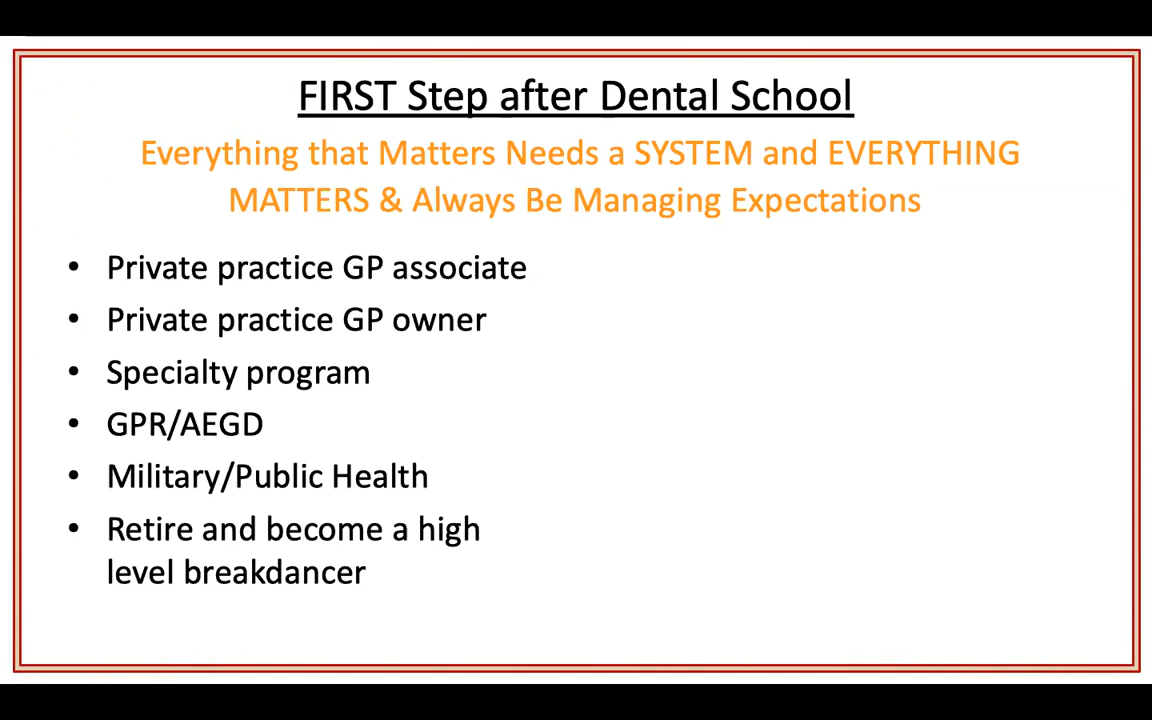 FIRST Step after Dental School
Everything that Matters Needs a SYSTEM and EVERYTHING
MATTERS & Always Be Managing Expectations
• Private practice GP associate
• Private practice GP owner
• Specialty program
• GPR/AEGD
• Military/Public Health
• Retire and become a high
level breakdancer